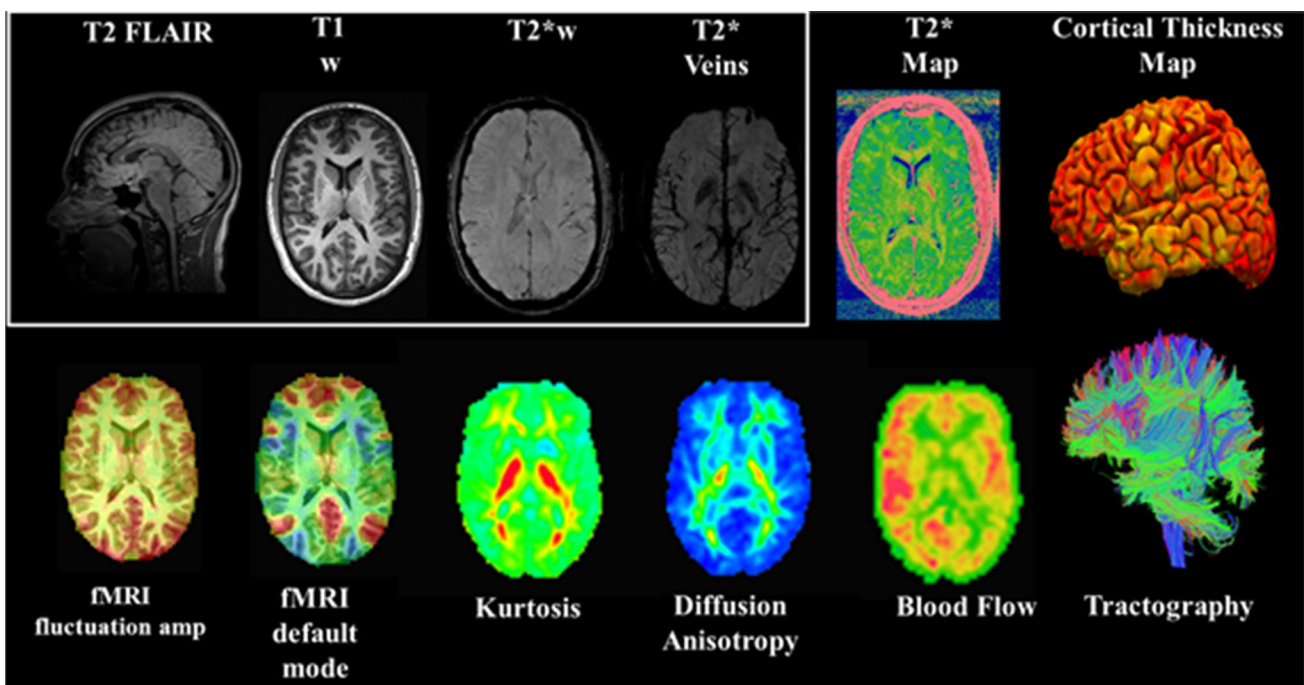 T2 FLAIR
T1
w
T2*w
T2*
Veins
T2*
Map
Cortical Thickness
Map
fMRI
fluctuation amp
fMRI
default
mode
Kurtosis
Diffusion
Anisotropy
Blood Flow
Tractography